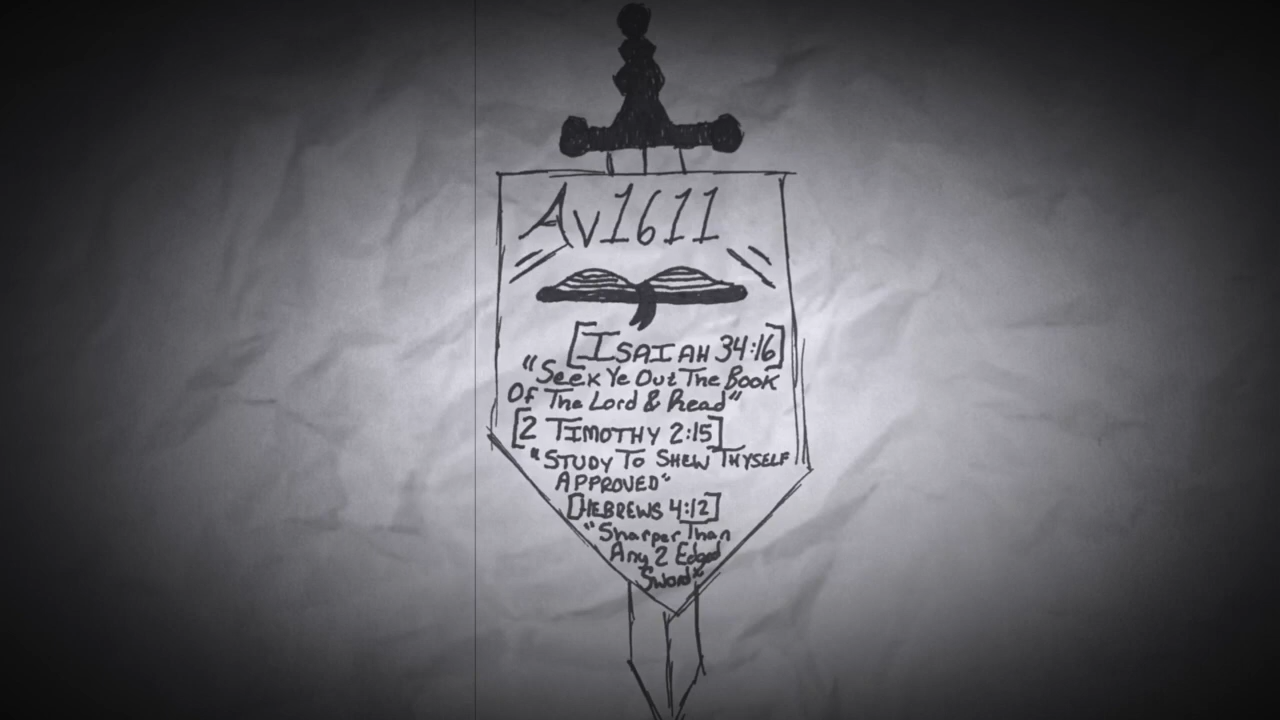 Av1611
[ISAIAH 34:16]
"Seek Ye Out The Book
Of The Lord & Read"
[2 TIMOTHY 2:15]
"STUDY TO SHEW THYSELF
APPROVED"
[HEBREWS 4:12]
"Sharper Than
Any 2 Edged
Sword"